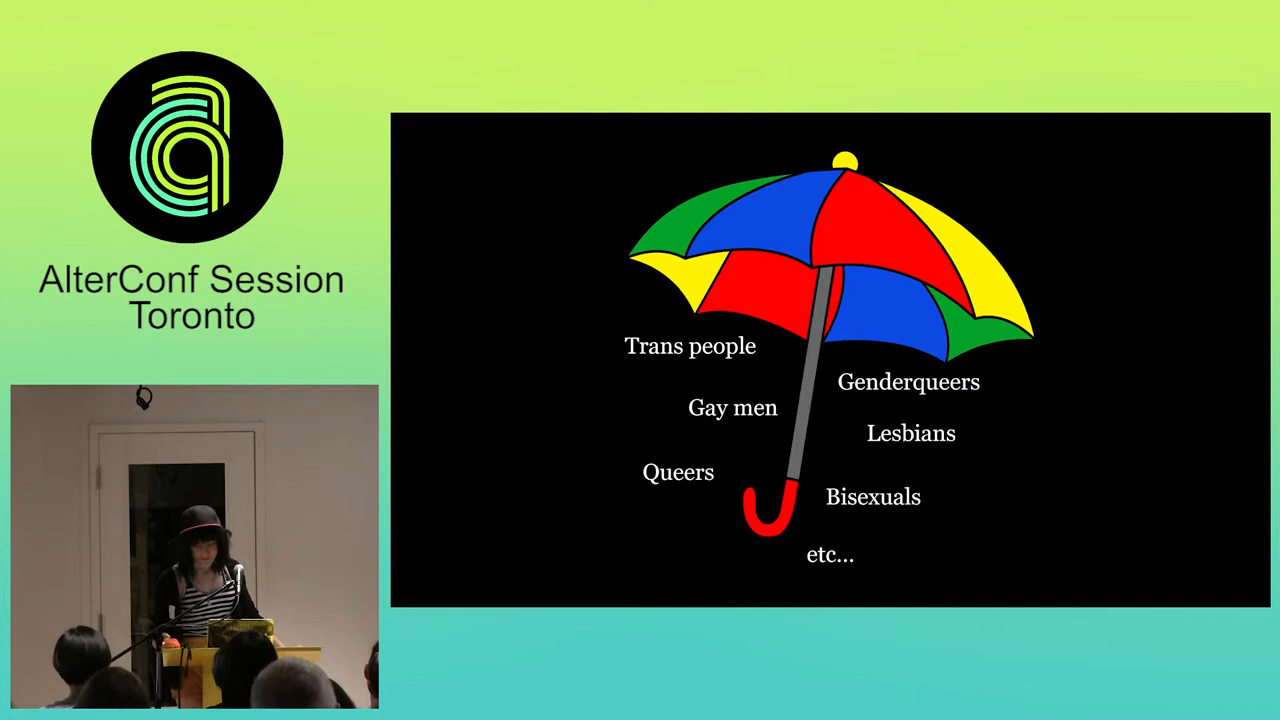 AlterConf Session
Toronto
Trans people
Genderqueers
Gay men
Lesbians
Queers
Bisexuals
etc...